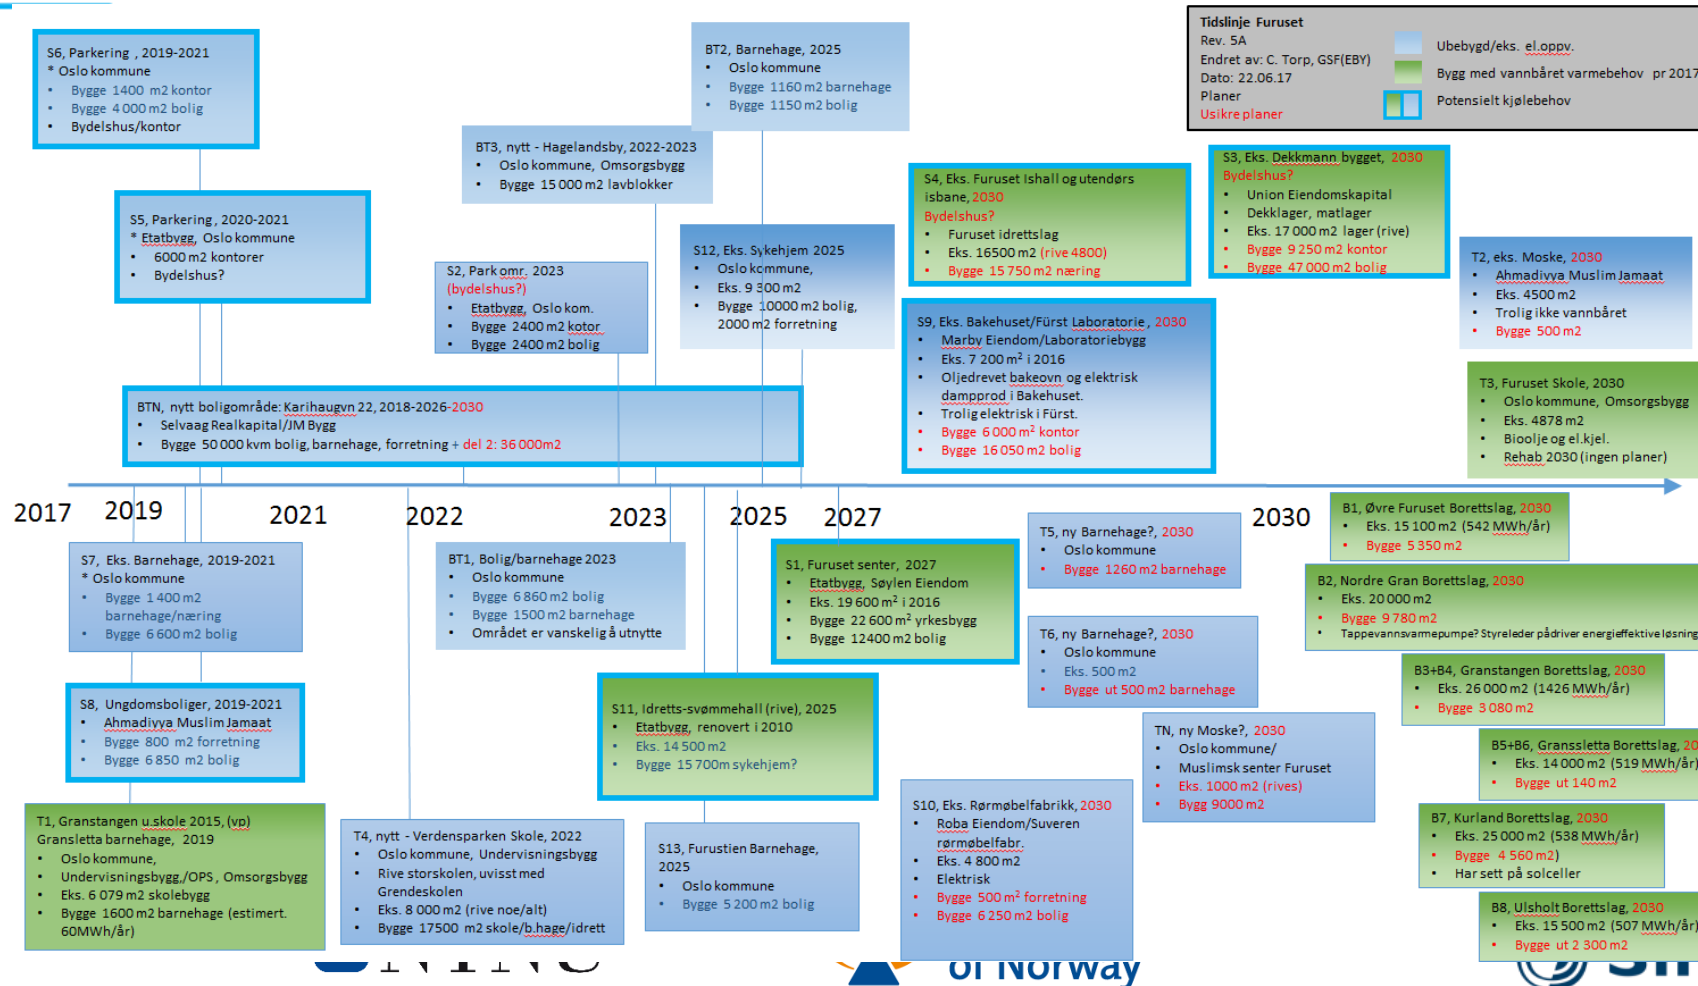 Tidslinje Furuset
Rev. 5A
Endret av: C. Torp, GSF(EBY)
Dato: 22.06.17
Planer
Usikre planer
Ubebygd/eks. el.oppv.
Bygg med vannbåret varmebehov pr 2017
Potensielt kjølebehov
S6, Parkering , 2019-2021
* Oslo kommune
• Bygge 1400 m2 kontor
• Bygge 4 000 m2 bolig
• Bydelshus/kontor
BT2, Barnehage, 2025
• Oslo kommune
• Bygge 1160 m2 barnehage
• Bygge 1150 m2 bolig
BT3, nytt - Hagelandsby, 2022-2023
• Oslo kommune, Omsorgsbygg
• Bygge 15 000 m2 lavblokker
S5, Parkering , 2020-2021
* Etatbygg, Oslo kommune
• 6000 m2 kontorer
• Bydelshus?
S4, Eks. Furuset Ishall og utendørs
isbane, 2030
Bydelshus?
• Furuset idrettslag
• Eks. 16500 m2 (rive 4800)
• Bygge 15 750 m2 næring
S3, Eks. Dekkmann bygget, 2030
Bydelshus?
• Union Eiendomskapital
• Dekklager, matlager
• Eks. 17 000 m2 lager (rive)
• Bygge 9 250 m2 kontor
• Bygge 47 000 m2 bolig
S12, Eks. Sykehjem 2025
• Oslo kommune,
• Eks. 9 300 m2
• Bygge 10000 m2 bolig,
2000 m2 forretning
S2, Park omr. 2023
(bydelshus?)
• Etatbygg, Oslo kom.
• Bygge 2400 m2 kotor
• Bygge 2400 m2 bolig
T2, eks. Moske, 2030
• Ahmadivya Muslim Jamaat
• Eks. 4500 m2
• Trolig ikke vannbåret
• Bygge 500 m2
S9, Eks. Bakehuset/Fürst Laboratorie , 2030
• Marby Eiendom/Laboratoriebygg
• Eks. 7 200 m² i 2016
• Oljedrevet bakeovn og elektrisk
dampprod i Bakehuset.
• Trolig elektrisk i Fürst.
• Bygge 6 000 m² kontor
• Bygge 16 050 m2 bolig
T3, Furuset Skole, 2030
• Oslo kommune, Omsorgsbygg
• Eks. 4878 m2
• Bioolje og el.kjel.
• Rehab 2030 (ingen planer)
BTN, nytt boligområde: Karihaugvn 22, 2018-2026-2030
• Selvaag Realkapital/JM Bygg
• Bygge 50 000 kvm bolig, barnehage, forretning + del 2: 36 000m2
2017 2019 2021 2022 2023 2025 2027 2030
S7, Eks. Barnehage, 2019-2021
* Oslo kommune
• Bygge 1 400 m2
barnehage/næring
• Bygge 6 600 m2 bolig
BT1, Bolig/barnehage 2023
• Oslo kommune
• Bygge 6 860 m2 bolig
• Bygge 1500 m2 barnehage
• Området er vanskelig å utnytte
S1, Furuset senter, 2027
• Etatbygg, Søylen Eiendom
• Eks. 19 600 m² i 2016
• Bygge 22 600 m² yrkesbygg
• Bygge 12400 m2 bolig
T5, ny Barnehage?, 2030
• Oslo kommune
• Bygge 1260 m2 barnehage
B1, Øvre Furuset Borettslag, 2030
• Eks. 15 100 m2 (542 MWh/år)
• Bygge 5 350 m2
B2, Nordre Gran Borettslag, 2030
• Eks. 20 000 m2
• Bygge 9 780 m2
• Tappevannsvarmepumpe? Styreleder pådriver energieffektive løsning
T6, ny Barnehage?, 2030
• Oslo kommune
• Eks. 500 m2
• Bygge ut 500 m2 barnehage
B3+B4, Granstangen Borettslag, 2030
• Eks. 26 000 m2 (1426 MWh/år)
• Bygge 3 080 m2
S8, Ungdomsboliger, 2019-2021
• Ahmadiyya Muslim Jamaat
• Bygge 800 m2 forretning
• Bygge 6 850 m2 bolig
S11, Idretts-svømmehall (rive), 2025
• Etatbygg, renovert i 2010
• Eks. 14 500 m2
• Bygge 15 700m sykehjem?
TN, ny Moske?, 2030
• Oslo kommune/
• Muslimsk senter Furuset
• Eks. 1000 m2 (rives)
• Bygg 9000 m2
B5+B6, Granssletta Borettslag, 20
• Eks. 14 000 m2 (519 MWh/år)
• Bygge ut 140 m2
T1, Granstangen u.skole 2015, (vp)
Gransletta barnehage, 2019
• Oslo kommune,
• Undervisningsbygg,/OPS , Omsorgsbygg
• Eks. 6 079 m2 skolebygg
• Bygge 1600 m2 barnehage (estimert.
60MWh/år)
T4, nytt - Verdensparken Skole, 2022
• Oslo kommune, Undervisningsbygg
• Rive storskolen, uvisst med
Grendeskolen
• Eks. 8 000 m2 (rive noe/alt)
• Bygge 17500 m2 skole/b.hage/idrett
S13, Furustien Barnehage,
2025
• Oslo kommune
• Bygge 5 200 m2 bolig
S10, Eks. Rørmøbelfabrikk, 2030
• Roba Eiendom/Suveren
rørmøbelfabr.
• Eks. 4 800 m2
• Elektrisk
• Bygge 500 m² forretning
• Bygge 6 250 m2 bolig
B7, Kurland Borettslag, 2030
• Eks. 25 000 m2 (538 MWh/år)
• Bygge 4 560 m2)
• Har sett på solceller
B8, Ulsholt Borettslag, 2030
• Eks. 15 500 m2 (507 MWh/år)
• Bygge ut 2 300 m2
of Norway